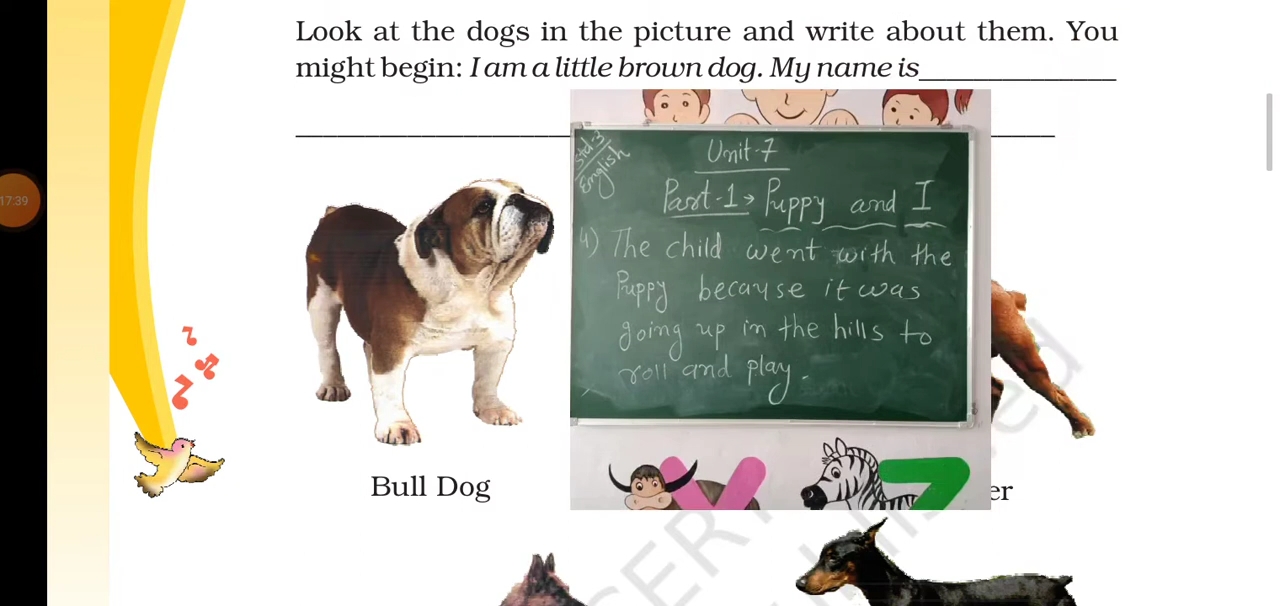 Look at the dogs in the picture and write about them. You
might begin: I am a little brown dog. My name is
17:39
Std-3
English
Unit-7
Part-1→ Puppy and I
4) The child went with the
Puppy because it was
going up in the hills to
roll and play.
Bull Dog
er